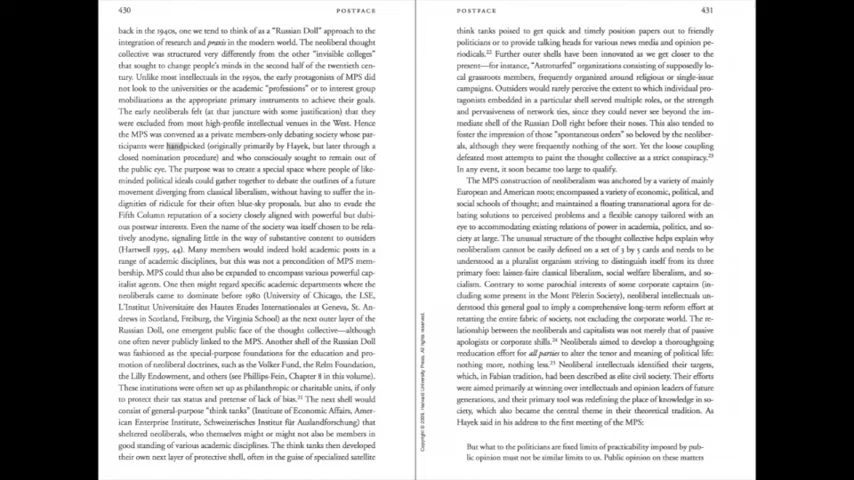 430
POSTFACE
back in the 1940s, one we tend to think of as a "Russian Doll" approach to the
integration of research and praxis in the modern world. The neoliberal thought
collective was structured very differently from the other "invisible colleges"
that sought to change people's minds in the second half of the twentieth cen-
tury. Unlike most intellectuals in the 1950s, the early protagonists of MPS did
not look to the universities or the academic "professions" or to interest group
mobilizations as the appropriate primary instruments to achieve their goals.
The early neoliberals felt (at that juncture with some justification) that they
were excluded from most high-profile intellectual venues in the West. Hence
the MPS was convened as a private members-only debating society whose par-
ticipants were handpicked (originally primarily by Hayek, but later through a
closed nomination procedure) and who consciously sought to remain out of
the public eye. The purpose was to create a special space where people of like-
minded political ideals could gather together to debate the outlines of a future
movement diverging from classical liberalism, without having to suffer the in-
dignities of ridicule for their often blue-sky proposals, but also to evade the
Fifth Column reputation of a society closely aligned with powerful but dubi-
ous postwar interests. Even the name of the society was itself chosen to be rela-
tively anodyne, signaling little in the way of substantive content to outsiders
(Hartwell 1995, 44). Many members would indeed hold academic posts in a
range of academic disciplines, but this was not a precondition of MPS mem-
bership. MPS could thus also be expanded to encompass various powerful cap-
italist agents. One then might regard specific academic departments where the
neoliberals came to dominate before 1980 (University of Chicago, the LSE,
L'Institut Universitaire des Hautes Etudes Internationales at Geneva, St. An-
drews in Scotland, Freiburg, the Virginia School) as the next outer layer of the
Russian Doll, one emergent public face of the thought collective—although
one often never publicly linked to the MPS. Another shell of the Russian Doll
was fashioned as the special-purpose foundations for the education and pro-
motion of neoliberal doctrines, such as the Volker Fund, the Relm Foundation,
the Lilly Endowment, and others (see Phillips-Fein, Chapter 8 in this volume).
These institutions were often set up as philanthropic or charitable units, if only
to protect their tax status and pretense of lack of bias.21 The next shell would
consist of general-purpose "think tanks" (Institute of Economic Affairs, Amer-
ican Enterprise Institute, Schweizerisches Institut für Auslandforschung) that
sheltered neoliberals, who themselves might or might not also be members in
good standing of various academic disciplines. The think tanks then developed
their own next layer of protective shell, often in the guise of specialized satellite
Copyright © 2009. Harvard University Press. All rights reserved.
POSTFACE
431
think tanks poised to get quick and timely position papers out to friendly
politicians or to provide talking heads for various news media and opinion pe-
riodicals.22 Further outer shells have been innovated as we get closer to the
present—for instance, "Astroturfed" organizations consisting of supposedly lo-
cal grassroots members, frequently organized around religious or single-issue
campaigns. Outsiders would rarely perceive the extent to which individual pro-
tagonists embedded in a particular shell served multiple roles, or the strength
and pervasiveness of network ties, since they could never see beyond the im-
mediate shell of the Russian Doll right before their noses. This also tended to
foster the impression of those "spontaneous orders" so beloved by the neoliber-
als, although they were frequently nothing of the sort. Yet the loose coupling
defeated most attempts to paint the thought collective as a strict conspiracy.23
In any event, it soon became too large to qualify.
The MPS construction of neoliberalism was anchored by a variety of mainly
European and American roots; encompassed a variety of economic, political, and
social schools of thought; and maintained a floating transnational agora for de-
bating solutions to perceived problems and a flexible canopy tailored with an
eye to accommodating existing relations of power in academia, politics, and so-
ciety at large. The unusual structure of the thought collective helps explain why
neoliberalism cannot be easily defined on a set of 3 by 5 cards and needs to be
understood as a pluralist organism striving to distinguish itself from its three
primary foes: laissez-faire classical liberalism, social welfare liberalism, and so-
cialism. Contrary to some parochial interests of some corporate captains (in-
cluding some present in the Mont Pèlerin Society), neoliberal intellectuals un-
derstood this general goal to imply a comprehensive long-term reform effort at
retatting the entire fabric of society, not excluding the corporate world. The re-
lationship between the neoliberals and capitalists was not merely that of passive
apologists or corporate shills.24 Neoliberals aimed to develop a thoroughgoing
reeducation effort for all parties to alter the tenor and meaning of political life:
nothing more, nothing less.25 Neoliberal intellectuals identified their targets,
which, in Fabian tradition, had been described as elite civil society. Their efforts
were aimed primarily at winning over intellectuals and opinion leaders of future
generations, and their primary tool was redefining the place of knowledge in so-
ciety, which also became the central theme in their theoretical tradition. As
Hayek said in his address to the first meeting of the MPS:
But what to the politicians are fixed limits of practicability imposed by pub-
lic opinion must not be similar limits to us. Public opinion on these matters